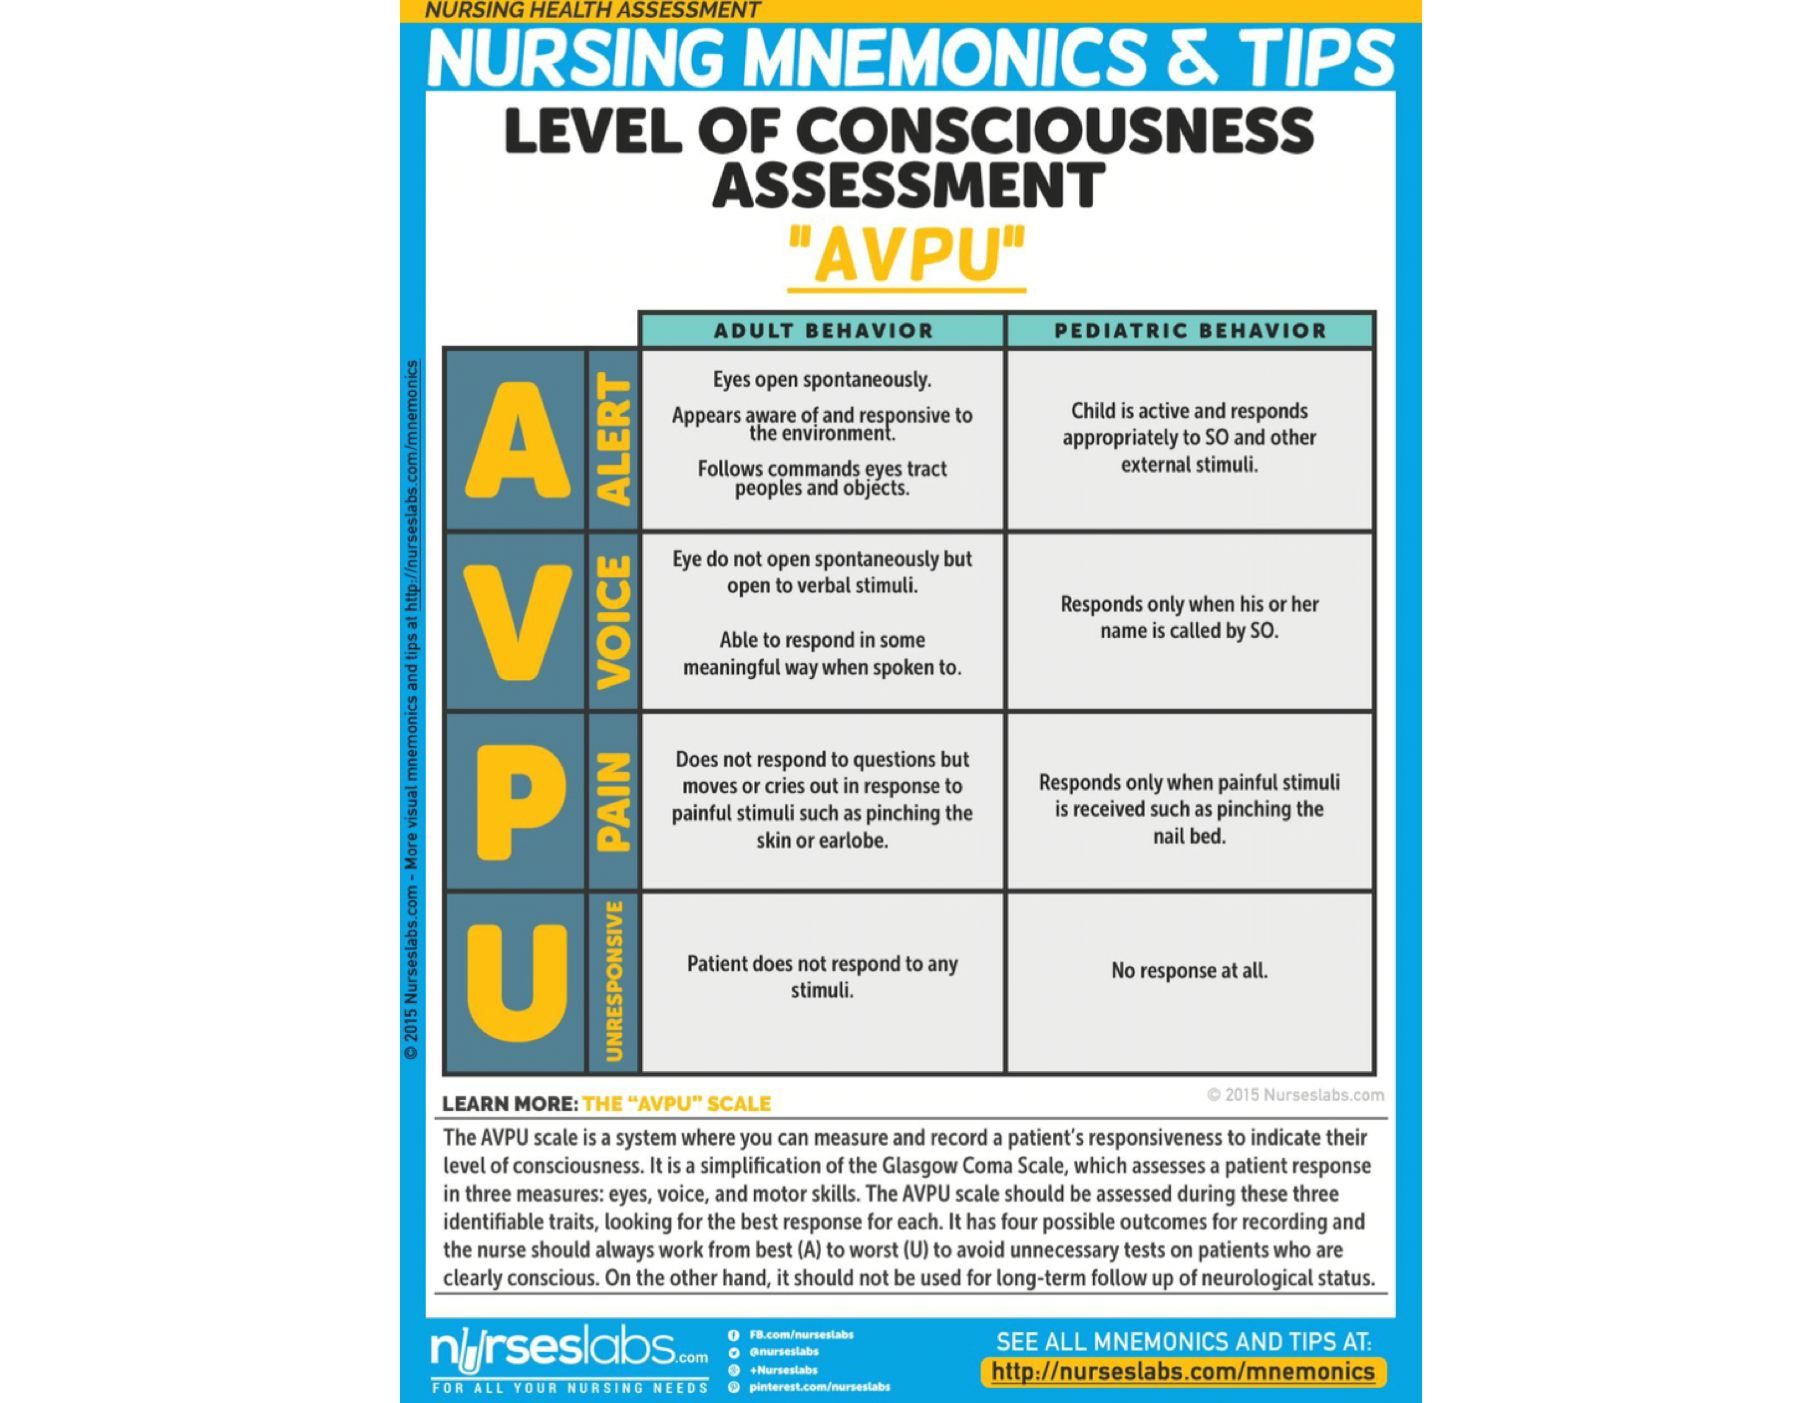 NURSING HEALTH ASSESSMENT
NURSING MNEMONICS & TIPS
LEVEL OF CONSCIOUSNESS
ASSESSMENT
"AVPU"
ADULT BEHAVIOR
PEDIATRIC BEHAVIOR
A
ALERT
Eyes open spontaneously.
Appears aware of and responsive to
the environment.
Follows commands eyes tract
peoples and objects.
Child is active and responds
appropriately to SO and other
external stimuli.
V
VOICE
Eye do not open spontaneously but
open to verbal stimuli.
Able to respond in some
meaningful way when spoken to.
Responds only when his or her
name is called by SO.
P
PAIN
Does not respond to questions but
moves or cries out in response to
painful stimuli such as pinching the
skin or earlobe.
Responds only when painful stimuli
is received such as pinching the
nail bed.
U
UNRESPONSIVE
Patient does not respond to any
stimuli.
No response at all.
© 2015 Nurseslabs.com - More visual mnemonics and tips at http://nurseslabs.com/mnemonics
© 2015 Nurseslabs.com
LEARN MORE: THE “AVPU” SCALE
The AVPU scale is a system where you can measure and record a patient’s responsiveness to indicate their
level of consciousness. It is a simplification of the Glasgow Coma Scale, which assesses a patient response
in three measures: eyes, voice, and motor skills. The AVPU scale should be assessed during these three
identifiable traits, looking for the best response for each. It has four possible outcomes for recording and
the nurse should always work from best (A) to worst (U) to avoid unnecessary tests on patients who are
clearly conscious. On the other hand, it should not be used for long-term follow up of neurological status.
nurseslabs.com
FOR ALL YOUR NURSING NEEDS
FB.com/nurseslabs
@nurseslabs
+Nurseslabs
pinterest.com/nurseslabs
SEE ALL MNEMONICS AND TIPS AT:
http://nurseslabs.com/mnemonics